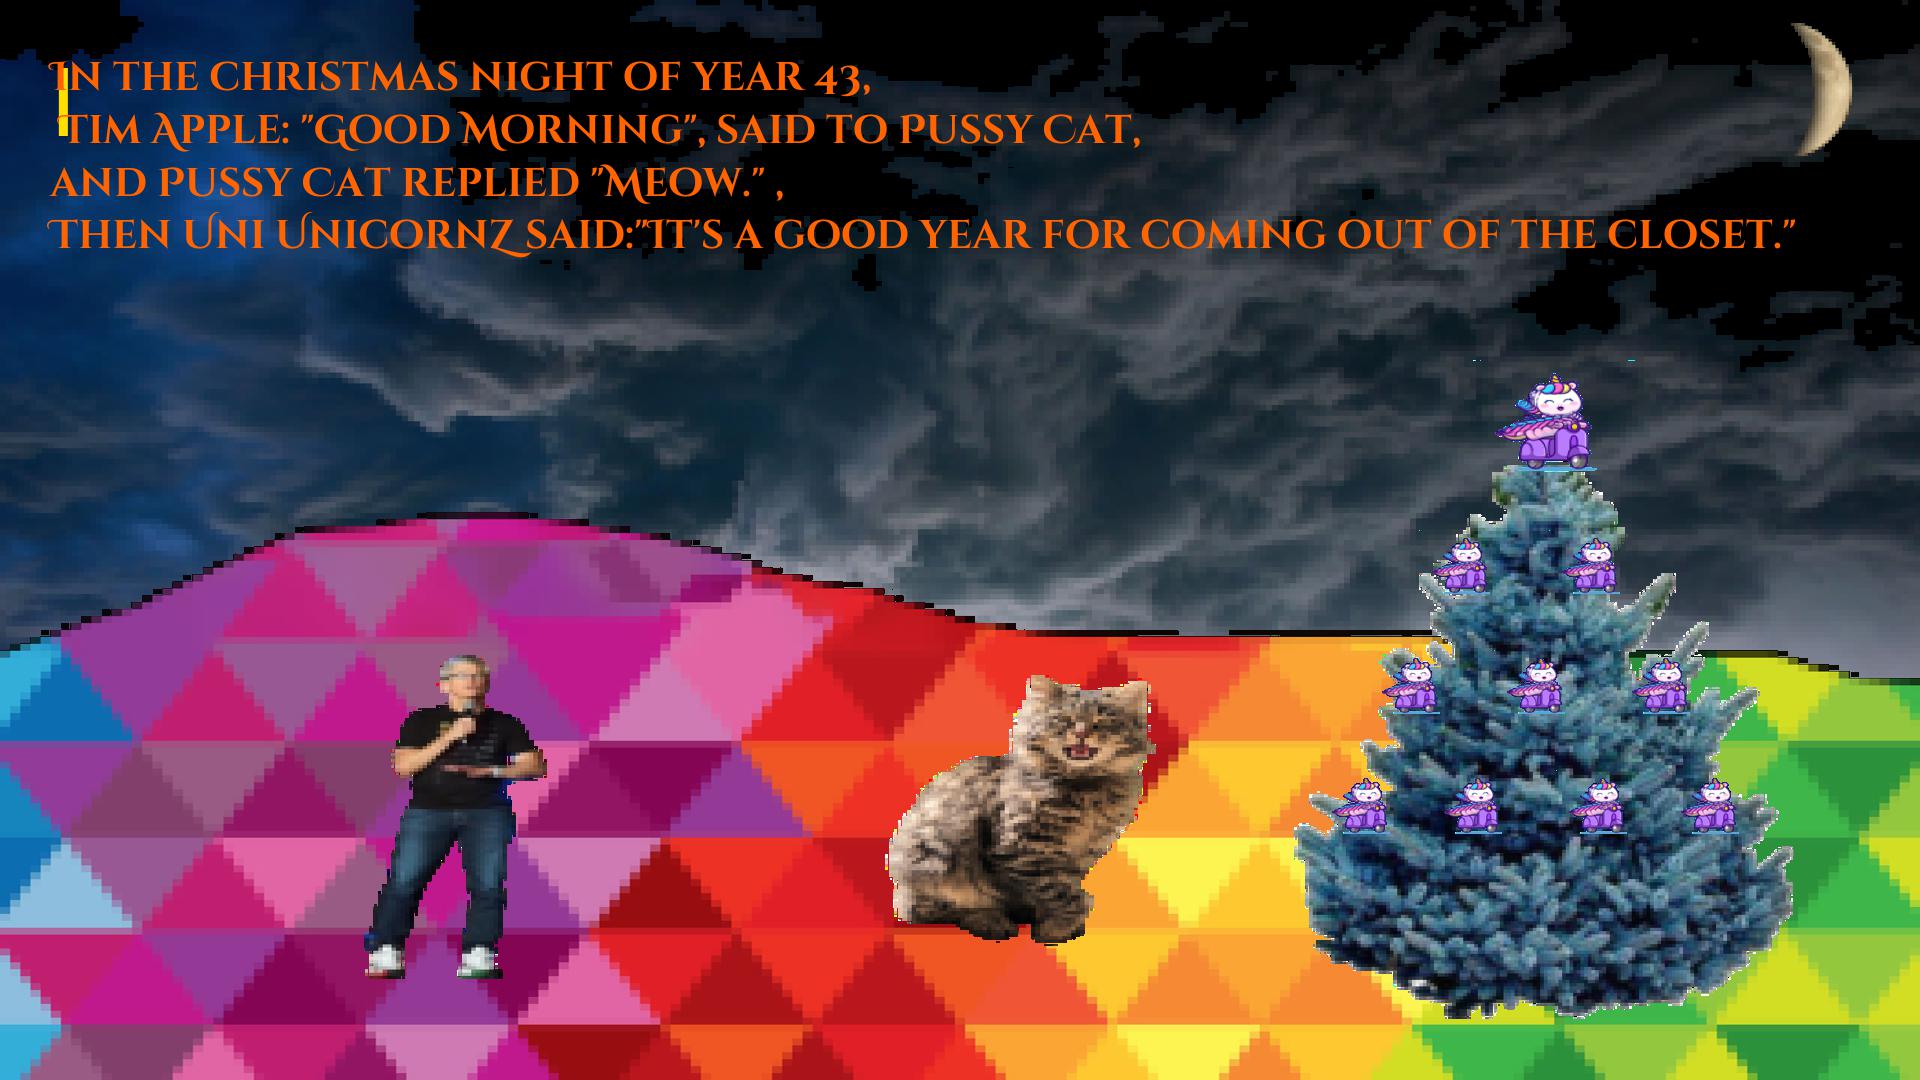 In the Christmas night of year 43,
Tim Apple: "Good Morning", said to Pussy Cat,
and Pussy Cat replied "Meow." ,
Then Uni Unicornz said:"It's a good year for coming out of the closet."